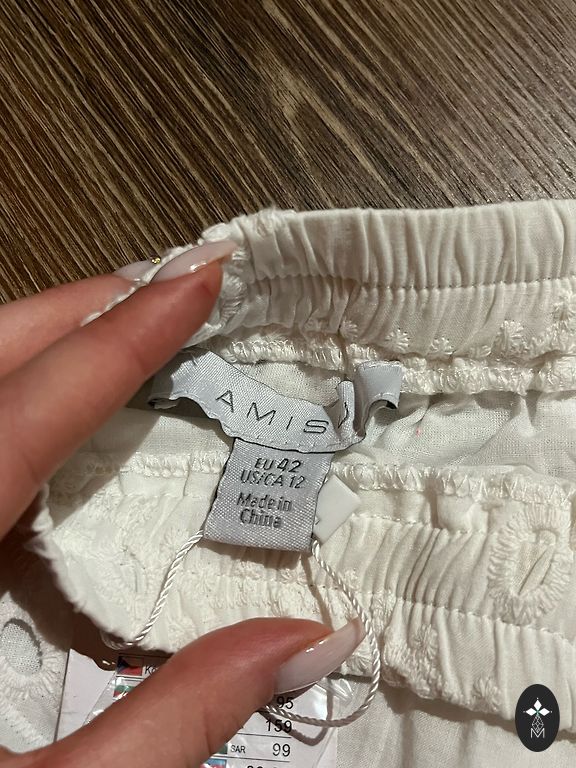 AMISU
EU 42
US/CA 12
Made in
China
95
159
SAR 99